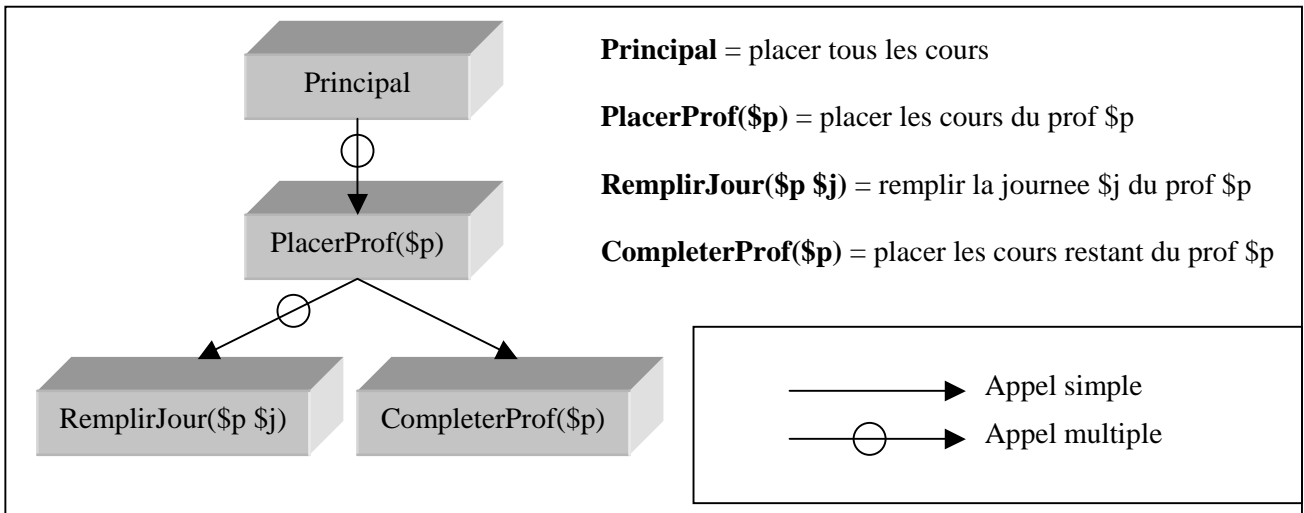 Principal
PlacerProf($p)
RemplirJour($p $j)
CompleterProf($p)
Principal = placer tous les cours
PlacerProf($p) = placer les cours du prof $p
RemplirJour($p $j) = remplir la journee $j du prof $p
CompleterProf($p) = placer les cours restant du prof $p
Appel simple
Appel multiple